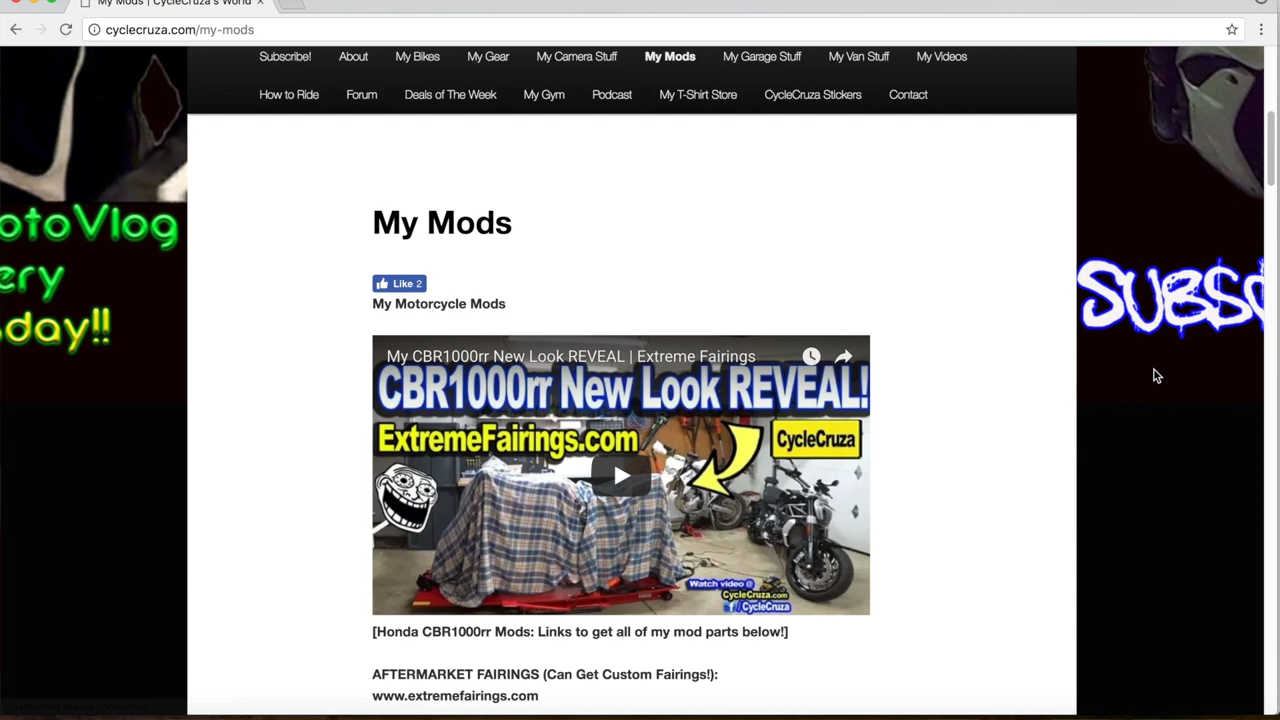 My Mods | CycleCruza's World
cyclecruza.com/my-mods
Subscribe! About My Bikes My Gear My Camera Stuff My Mods My Garage Stuff My Van Stuff My Videos
How to Ride Forum Deals of The Week My Gym Podcast My T-Shirt Store CycleCruza Stickers Contact
My Mods
Like 2
My Motorcycle Mods
My CBR1000rr New Look REVEAL | Extreme Fairings
CBR1000rr New Look REVEAL!
ExtremeFairings.com
CycleCruza
Watch video @
CycleCruza.com
f/CycleCruza
[Honda CBR1000rr Mods: Links to get all of my mod parts below!]
AFTERMARKET FAIRINGS (Can Get Custom Fairings!):
www.extremefairings.com
otoVlog
ery
day!!
SUBSC